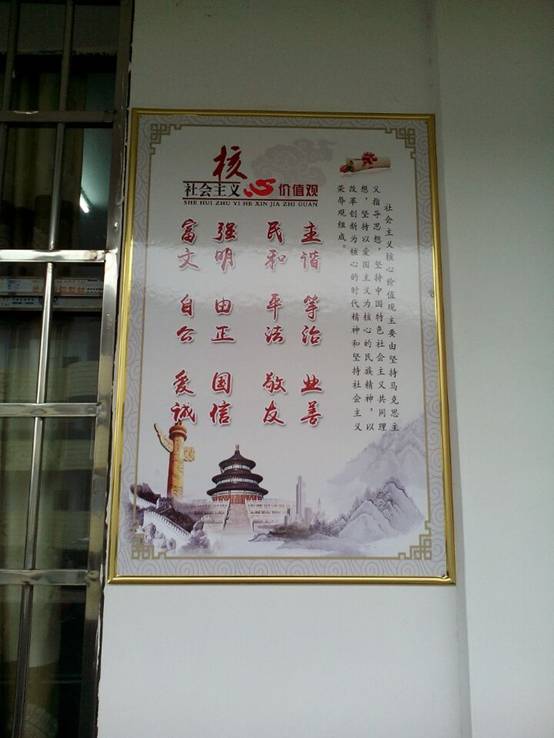 核
社会主义 心 价值观
SHE HUI ZHU YI HE XIN JIA ZHI GUAN
富强 民主
文明 和谐
自由 平等
公正 法治
爱国 敬业
诚信 友善
社会主义核心价值观主要由坚持马克思主
义指导思想，坚持中国特色社会主义共同理
想，坚持以爱国主义为核心的民族精神，以
改革创新为核心的时代精神和坚持社会主义
荣辱观组成。